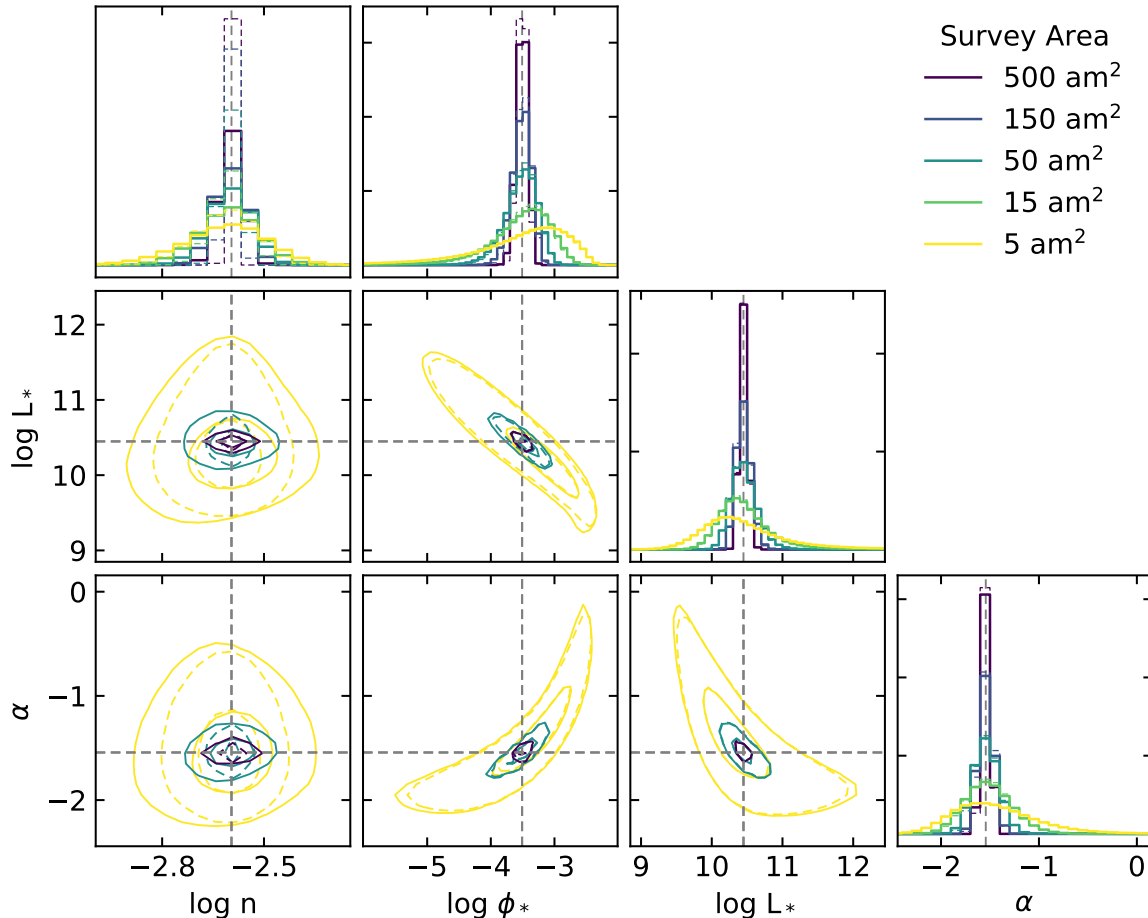 Survey Area
500 am²
150 am²
50 am²
15 am²
5 am²
log L*
12
11
10
9
α
0
−1
−2
−2.8 −2.5
−5 −4 −3
9 10 11 12
−2 −1 0
log n
log ϕ*
log L*
α